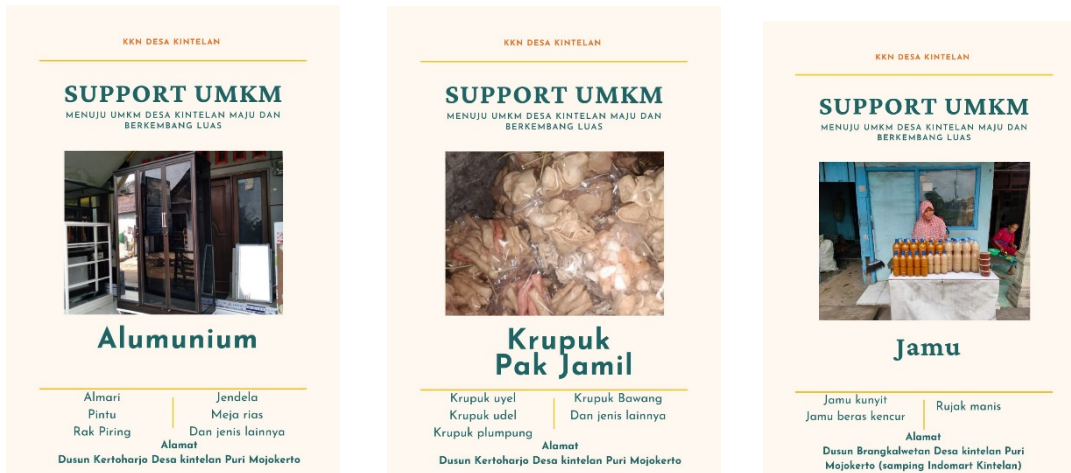 KKN DESA KINTELAN
SUPPORT UMKM
MENUJU UMKM DESA KINTELAN MAJU DAN
BERKEMBANG LUAS
Alumunium
Almari
Pintu
Rak Piring
Jendela
Meja rias
Dan jenis lainnya
Alamat
Dusun Kertoharjo Desa kintelan Puri Mojokerto
KKN DESA KINTELAN
SUPPORT UMKM
MENUJU UMKM DESA KINTELAN MAJU DAN
BERKEMBANG LUAS
Krupuk
Pak Jamil
Krupuk uyel
Krupuk udel
Krupuk plumpung
Krupuk Bawang
Dan jenis lainnya
Alamat
Dusun Kertoharjo Desa kintelan Puri Mojokerto
KKN DESA KINTELAN
SUPPORT UMKM
MENUJU UMKM DESA KINTELAN MAJU DAN
BERKEMBANG LUAS
Jamu
Jamu kunyit
Jamu beras kencur
Rujak manis
Alamat
Dusun Brangkalwetan Desa kintelan Puri
Mojokerto (samping Indomart Kintelan)